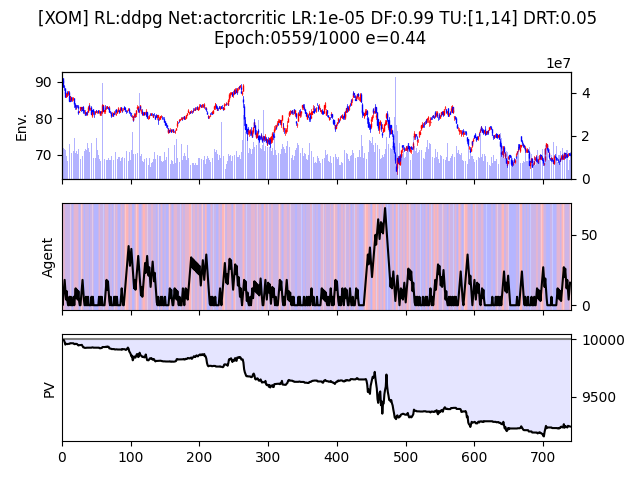 [XOM] RL:ddpg Net:actorcritic LR:1e-05 DF:0.99 TU:[1,14] DRT:0.05
Epoch:0559/1000 e=0.44
1e7
90
80
70
Env.
4
2
0
Agent
50
0
PV
10000
9500
0 100 200 300 400 500 600 700